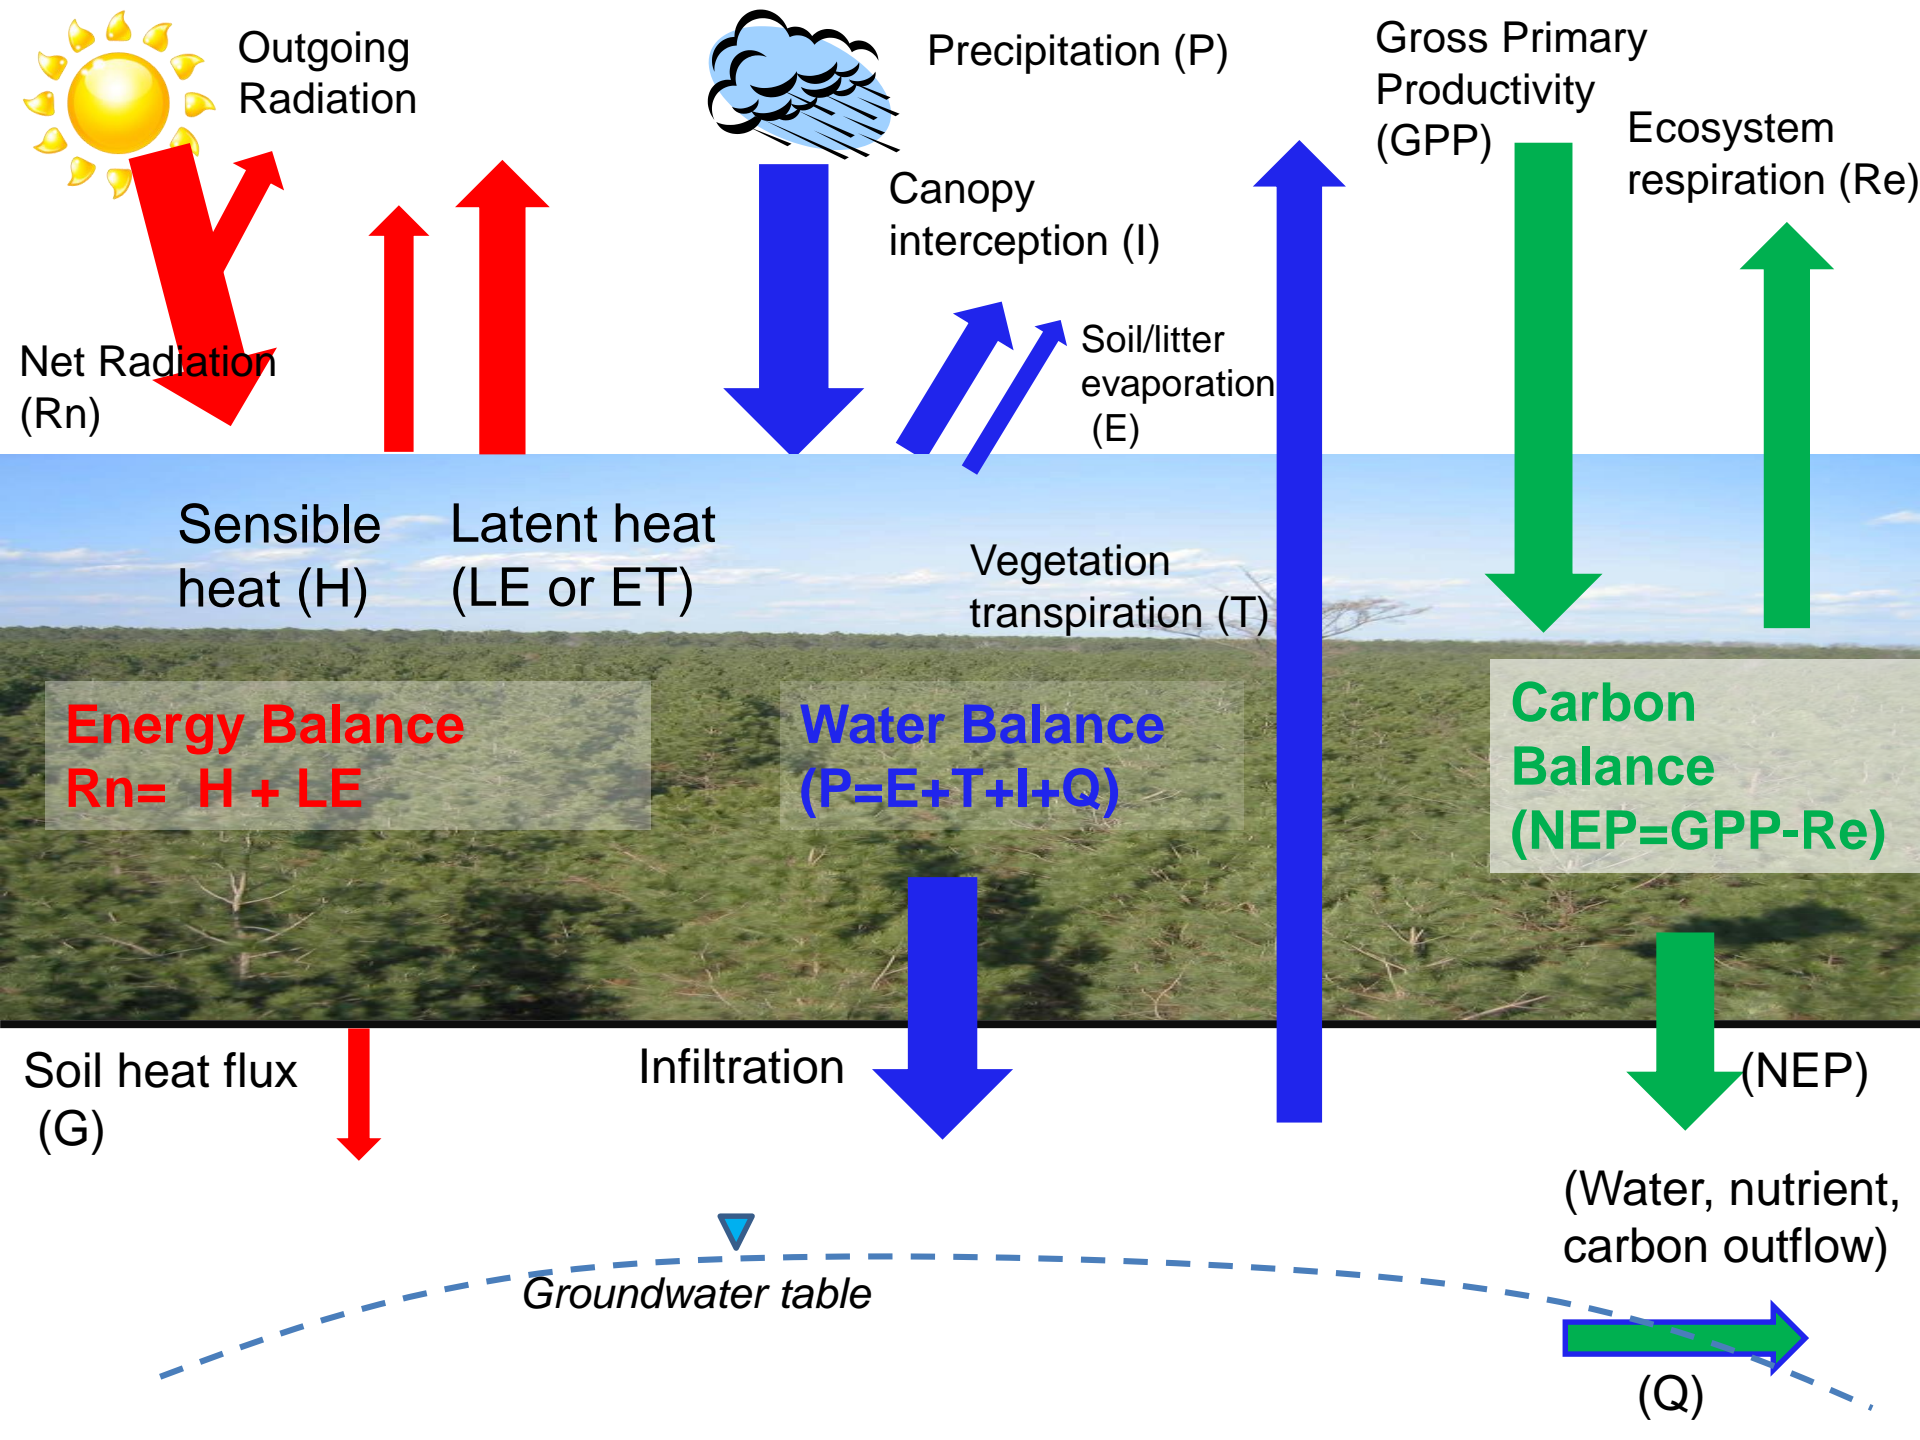 Outgoing
Radiation
Precipitation (P)
Gross Primary
Productivity
(GPP)
Ecosystem
respiration (Re)
Canopy
interception (I)
Net Radiation
(Rn)
Soil/litter
evaporation
(E)
Sensible
heat (H)
Latent heat
(LE or ET)
Vegetation
transpiration (T)
Energy Balance
Rn= H + LE
Water Balance
(P=E+T+I+Q)
Carbon
Balance
(NEP=GPP-Re)
Soil heat flux
(G)
Infiltration
(NEP)
(Water, nutrient,
carbon outflow)
Groundwater table
(Q)